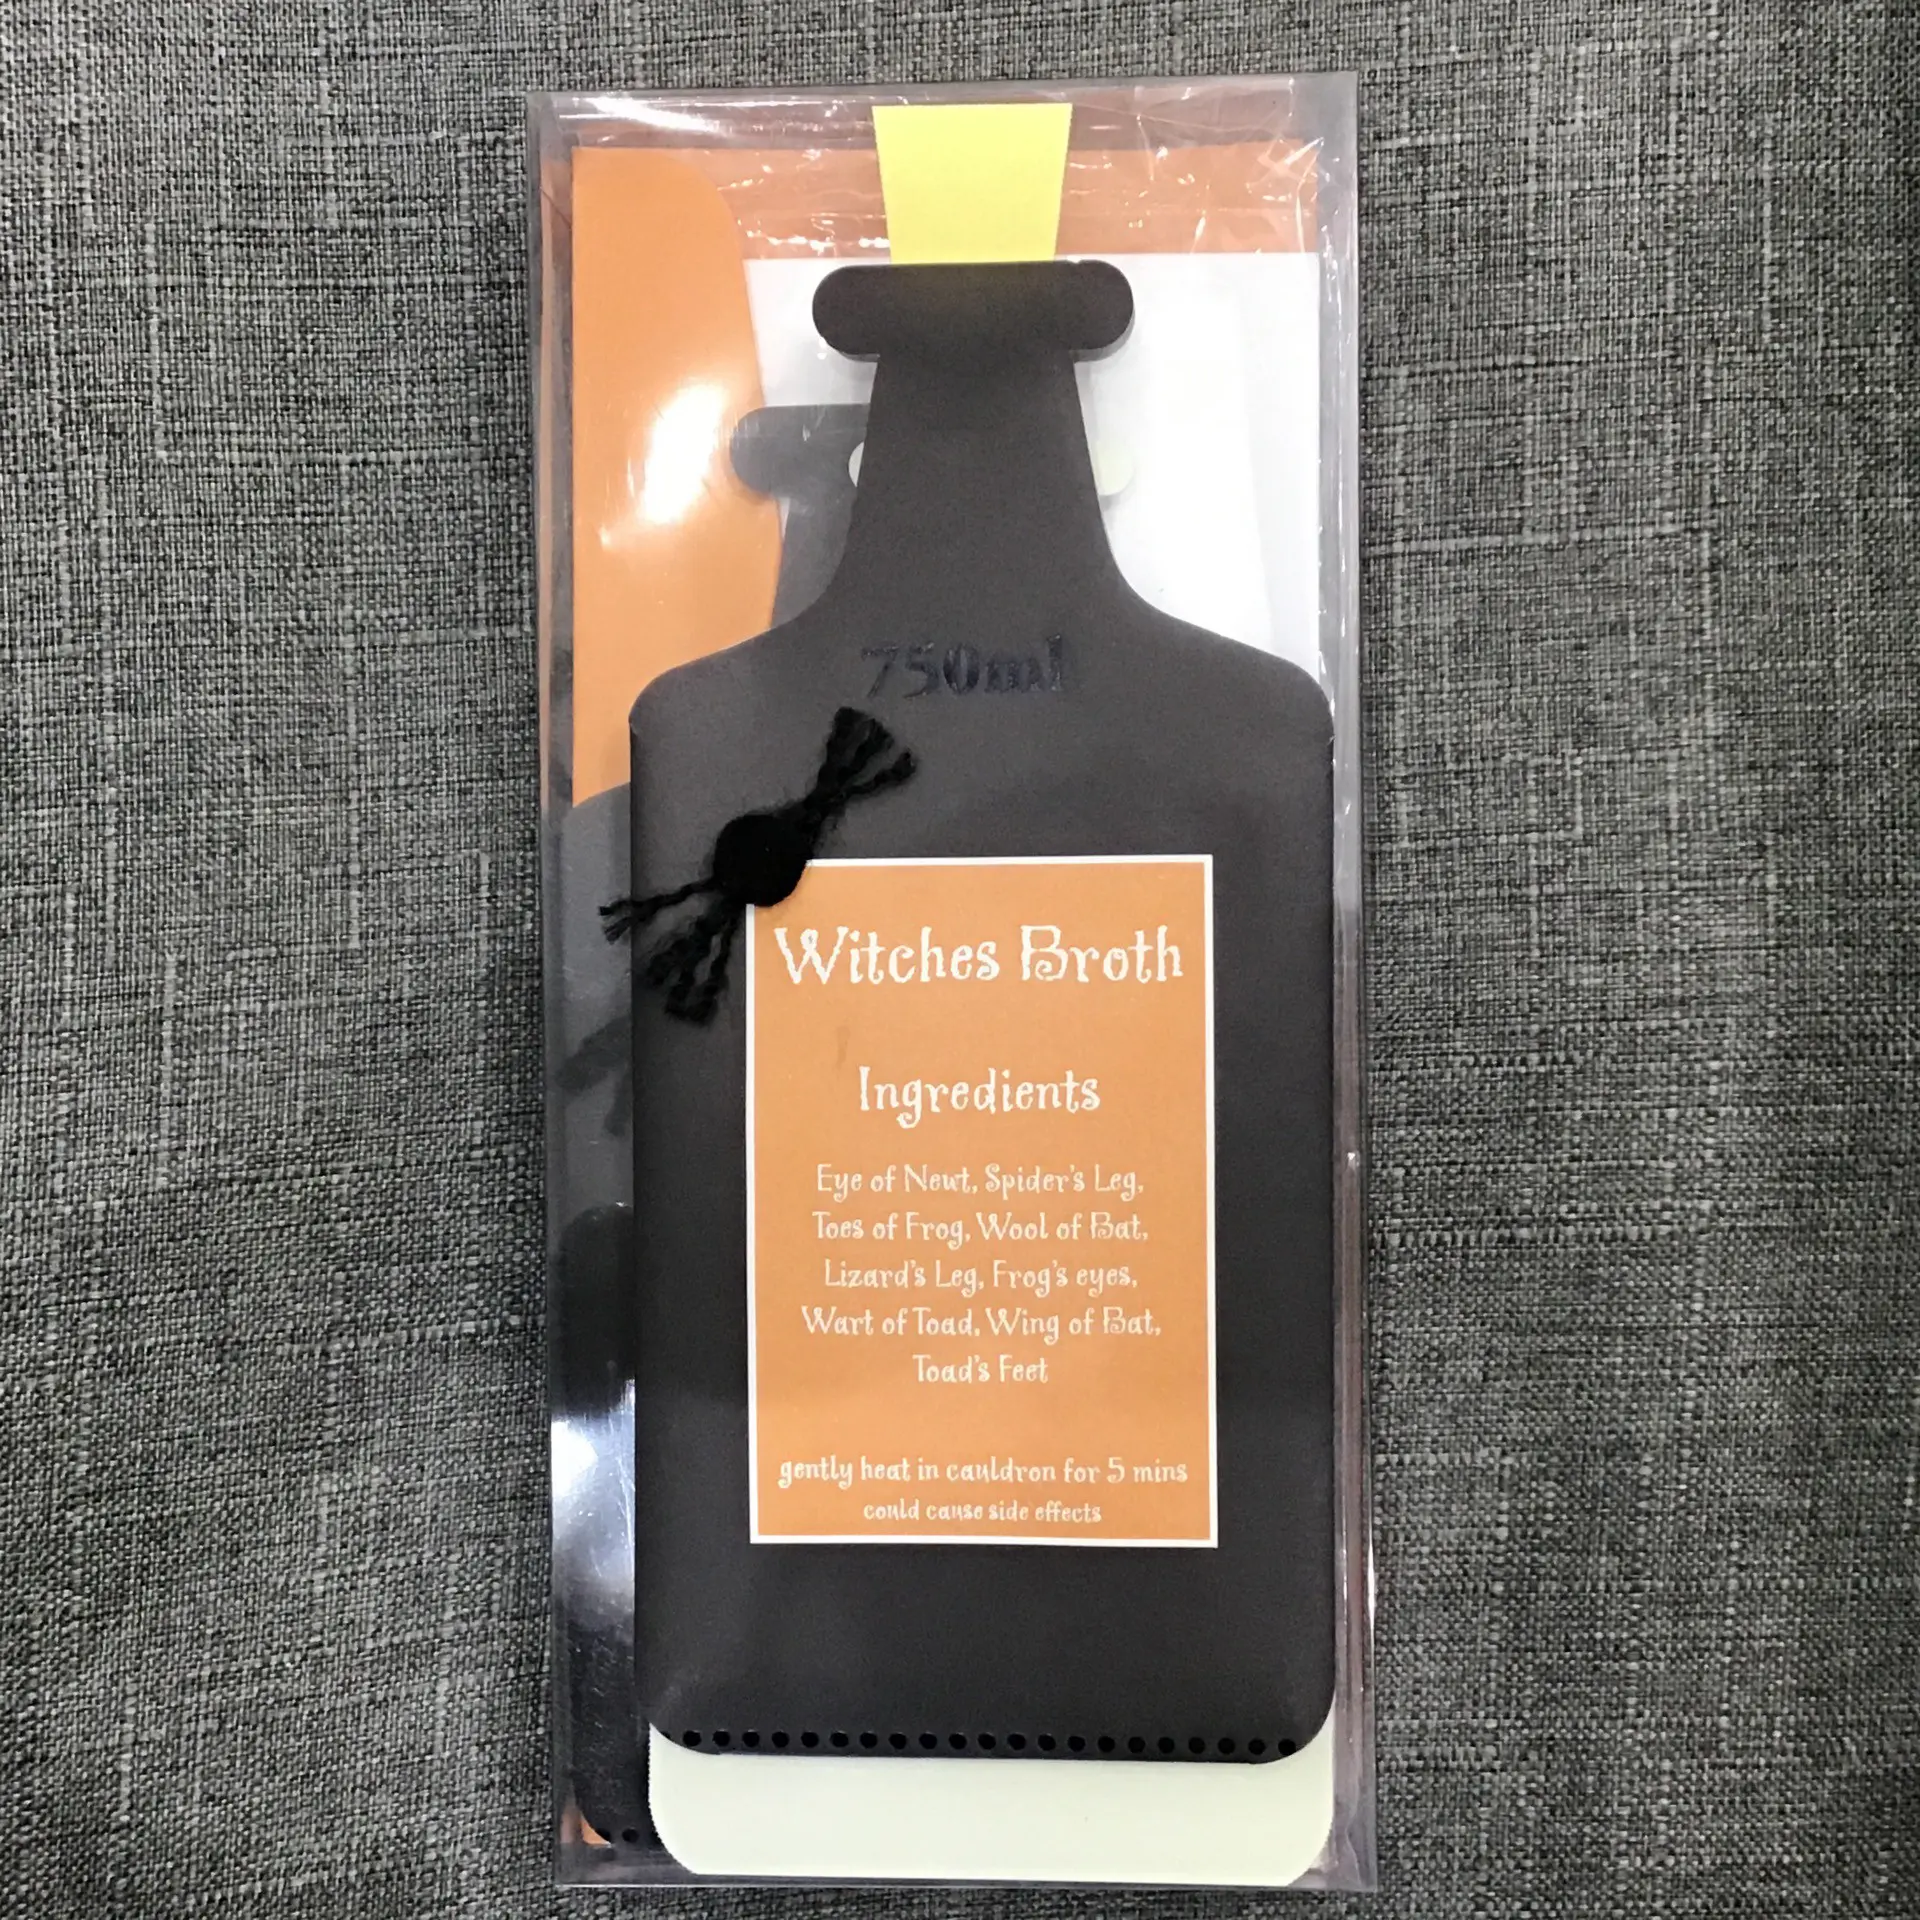 750ml
Witches Broth
Ingredients
Eye of Newt, Spider's Leg,
Toes of Frog, Wool of Bat,
Lizard's Leg, Frog's eyes,
Wart of Toad, Wing of Bat,
Toad's Feet
gently heat in cauldron for 5 mins
could cause side effects